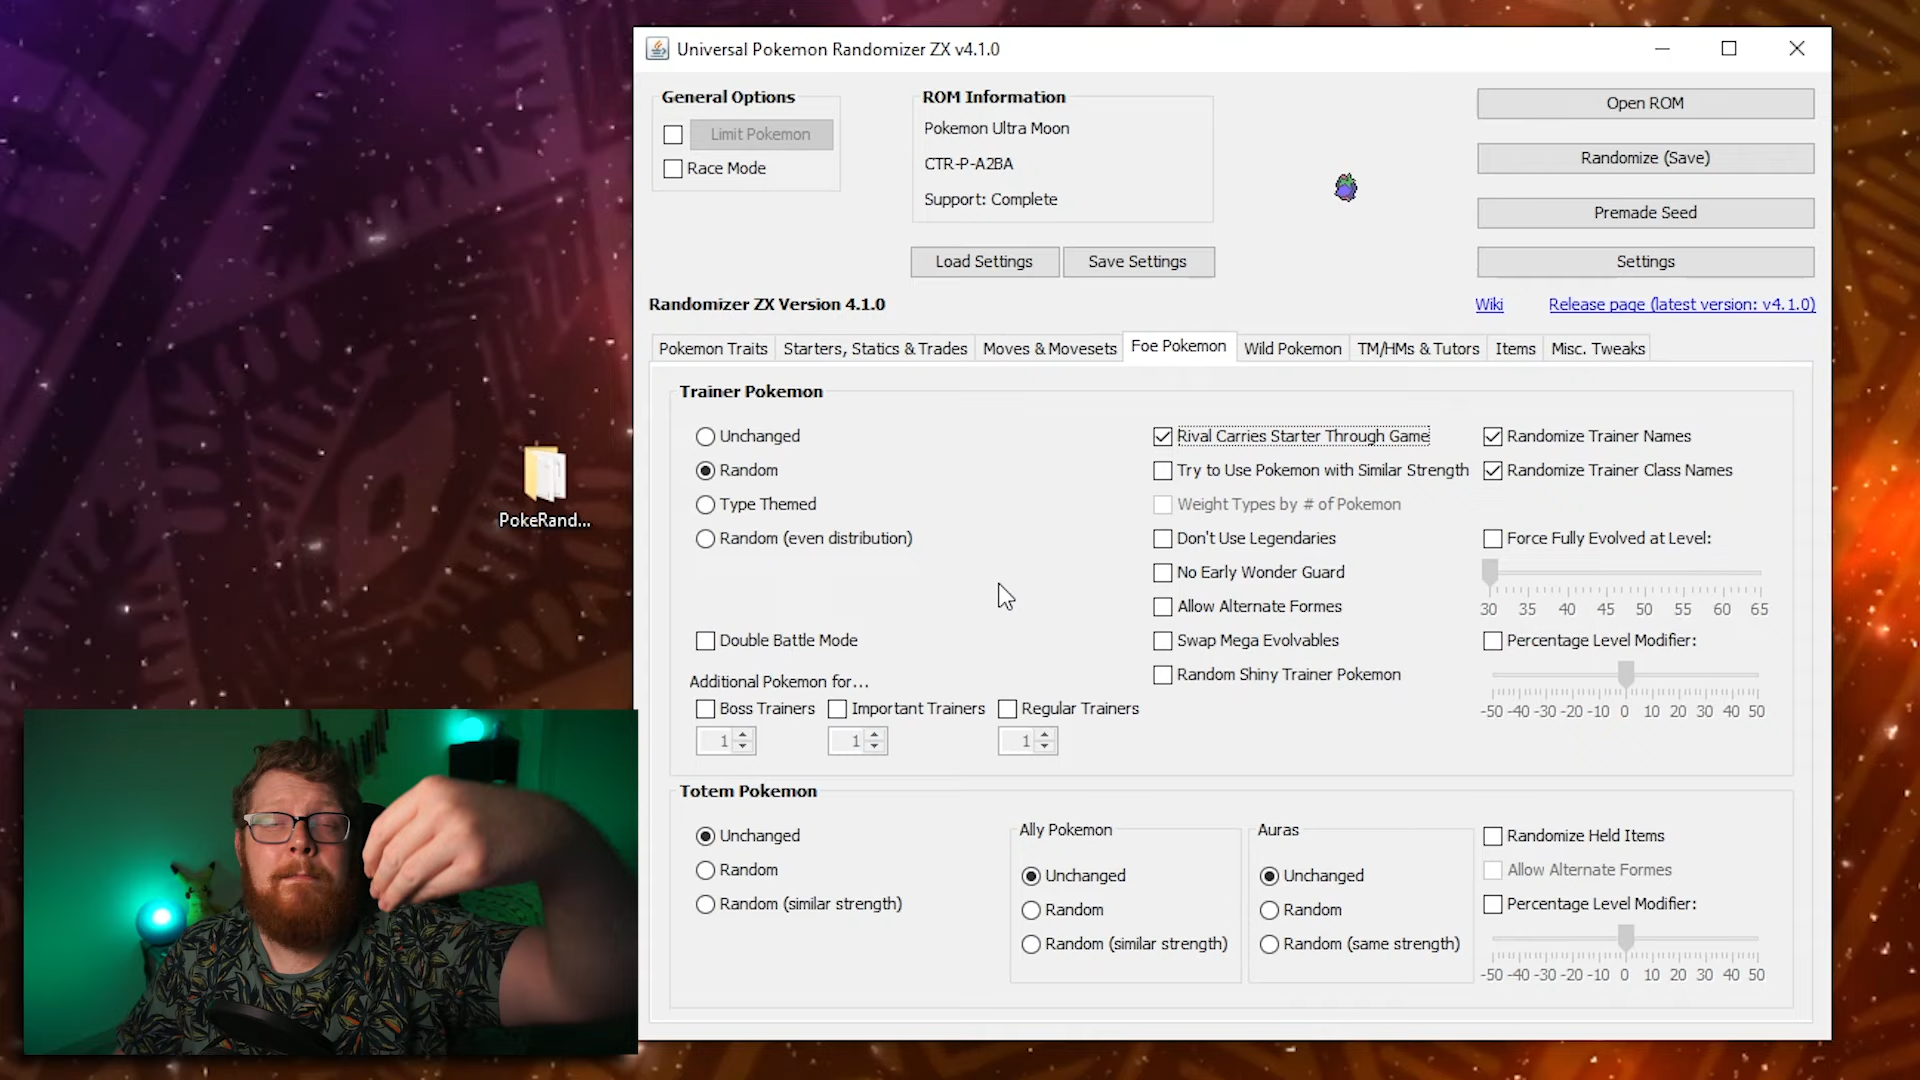 Universal Pokemon Randomizer ZX v4.1.0
General Options
Limit Pokemon
Race Mode
ROM Information
Pokemon Ultra Moon
CTR-P-A2BA
Support: Complete
Open ROM
Randomize (Save)
Premade Seed
Settings
Load Settings
Save Settings
Randomizer ZX Version 4.1.0
Wiki
Release page (latest version: v4.1.0)
Pokemon Traits
Starters, Statics & Trades
Moves & Movesets
Foe Pokemon
Wild Pokemon
TM/HMs & Tutors
Items
Misc. Tweaks
Trainer Pokemon
Unchanged
Random
Type Themed
Random (even distribution)
Double Battle Mode
Additional Pokemon for...
Boss Trainers
Important Trainers
Regular Trainers
1
1
1
Rival Carries Starter Through Game
Try to Use Pokemon with Similar Strength
Weight Types by # of Pokemon
Don't Use Legendaries
No Early Wonder Guard
Allow Alternate Formes
Swap Mega Evolvables
Random Shiny Trainer Pokemon
Randomize Trainer Names
Randomize Trainer Class Names
Force Fully Evolved at Level:
30 35 40 45 50 55 60 65
Percentage Level Modifier:
-50 -40 -30 -20 -10 0 10 20 30 40 50
Totem Pokemon
Unchanged
Random
Random (similar strength)
Ally Pokemon
Unchanged
Random
Random (similar strength)
Auras
Unchanged
Random
Random (same strength)
Randomize Held Items
Allow Alternate Formes
Percentage Level Modifier:
-50 -40 -30 -20 -10 0 10 20 30 40 50
PokeRand...